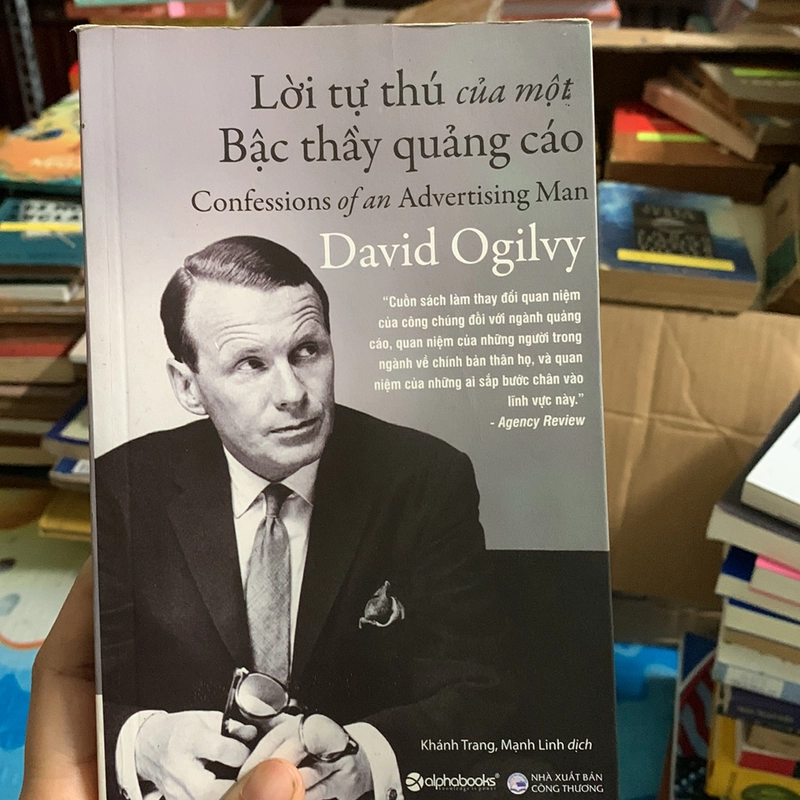 Lời tự thú của một
Bậc thầy quảng cáo
Confessions of an Advertising Man
David Ogilvy
“Cuốn sách làm thay đổi quan niệm
của công chúng đối với ngành quảng
cáo, quan niệm của những người trong
ngành về chính bản thân họ, và quan
niệm của những ai sắp bước chân vào
lĩnh vực này.”
- Agency Review
Khánh Trang, Mạnh Linh dịch
alphabooks
knowledge is power
NHÀ XUẤT BẢN
CÔNG THƯƠNG